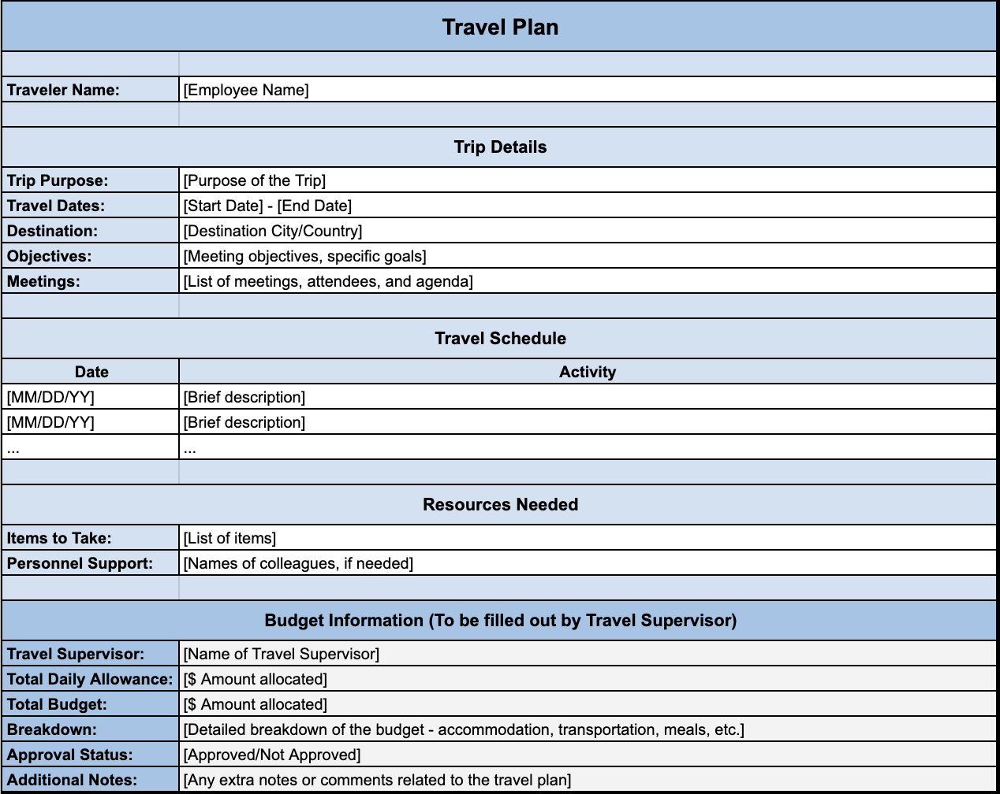 Travel Plan
Traveler Name: [Employee Name]
Trip Details
Trip Purpose: [Purpose of the Trip]
Travel Dates: [Start Date] - [End Date]
Destination: [Destination City/Country]
Objectives: [Meeting objectives, specific goals]
Meetings: [List of meetings, attendees, and agenda]
Travel Schedule
Date Activity
[MM/DD/YY] [Brief description]
[MM/DD/YY] [Brief description]
... ...
Resources Needed
Items to Take: [List of items]
Personnel Support: [Names of colleagues, if needed]
Budget Information (To be filled out by Travel Supervisor)
Travel Supervisor: [Name of Travel Supervisor]
Total Daily Allowance: [$ Amount allocated]
Total Budget: [$ Amount allocated]
Breakdown: [Detailed breakdown of the budget - accommodation, transportation, meals, etc.]
Approval Status: [Approved/Not Approved]
Additional Notes: [Any extra notes or comments related to the travel plan]